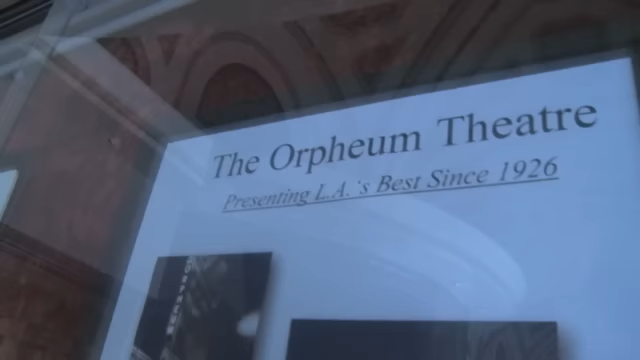 The Orpheum Theatre
Presenting L.A.'s Best Since 1926